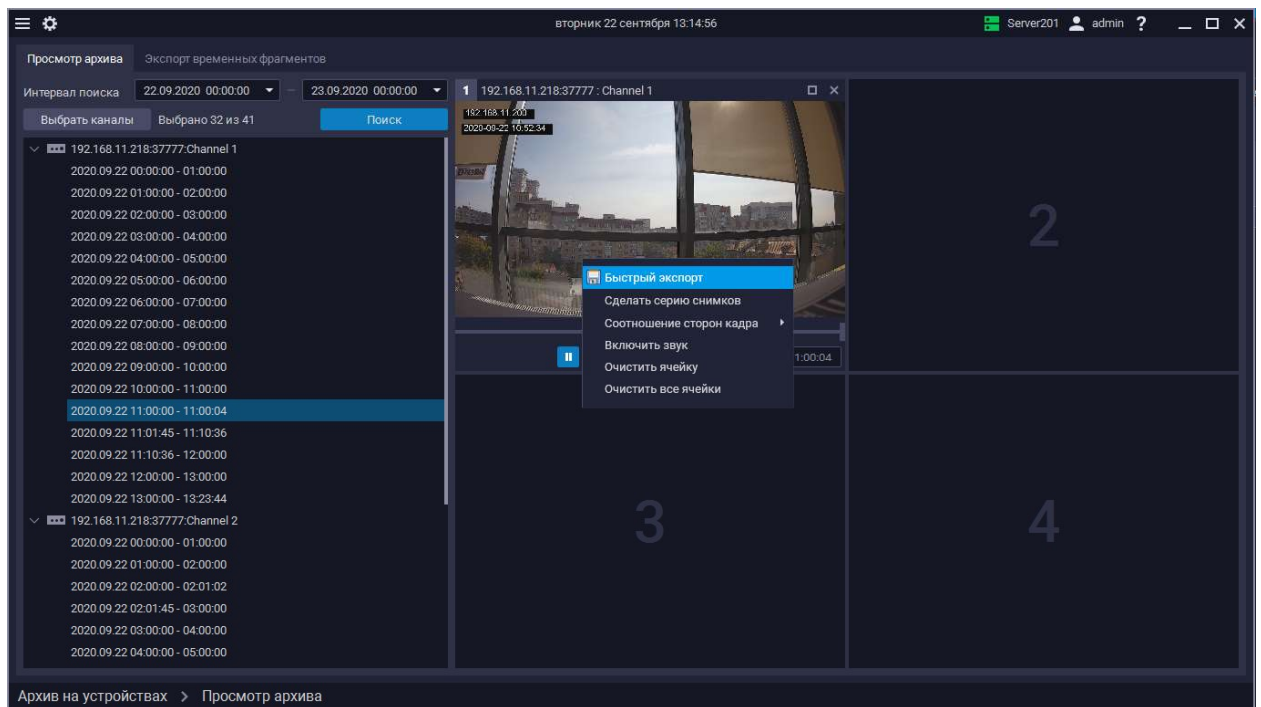 вторник 22 сентября 13:14:56
Server201 admin ?
Просмотр архива Экспорт временных фрагментов
Интервал поиска 22.09.2020 00:00:00 – 23.09.2020 00:00:00
Выбрать каналы Выбрано 32 из 41 Поиск
192.168.11.218:37777:Channel 1
2020.09.22 00:00:00 - 01:00:00
2020.09.22 01:00:00 - 02:00:00
2020.09.22 02:00:00 - 03:00:00
2020.09.22 03:00:00 - 04:00:00
2020.09.22 04:00:00 - 05:00:00
2020.09.22 05:00:00 - 06:00:00
2020.09.22 06:00:00 - 07:00:00
2020.09.22 07:00:00 - 08:00:00
2020.09.22 08:00:00 - 09:00:00
2020.09.22 09:00:00 - 10:00:00
2020.09.22 10:00:00 - 11:00:00
2020.09.22 11:00:00 - 11:00:04
2020.09.22 11:01:45 - 11:10:36
2020.09.22 11:10:36 - 12:00:00
2020.09.22 12:00:00 - 13:00:00
2020.09.22 13:00:00 - 13:23:44
192.168.11.218:37777:Channel 2
2020.09.22 00:00:00 - 01:00:00
2020.09.22 01:00:00 - 02:00:00
2020.09.22 02:00:00 - 02:01:02
2020.09.22 02:01:45 - 03:00:00
2020.09.22 03:00:00 - 04:00:00
2020.09.22 04:00:00 - 05:00:00
1 192.168.11.218:37777 : Channel 1
192.168.11.200
2020-09-22 10:52:34
Быстрый экспорт
Сделать серию снимков
Соотношение сторон кадра
Включить звук
Очистить ячейку
Очистить все ячейки
1:00:04
2
3
4
Архив на устройствах > Просмотр архива